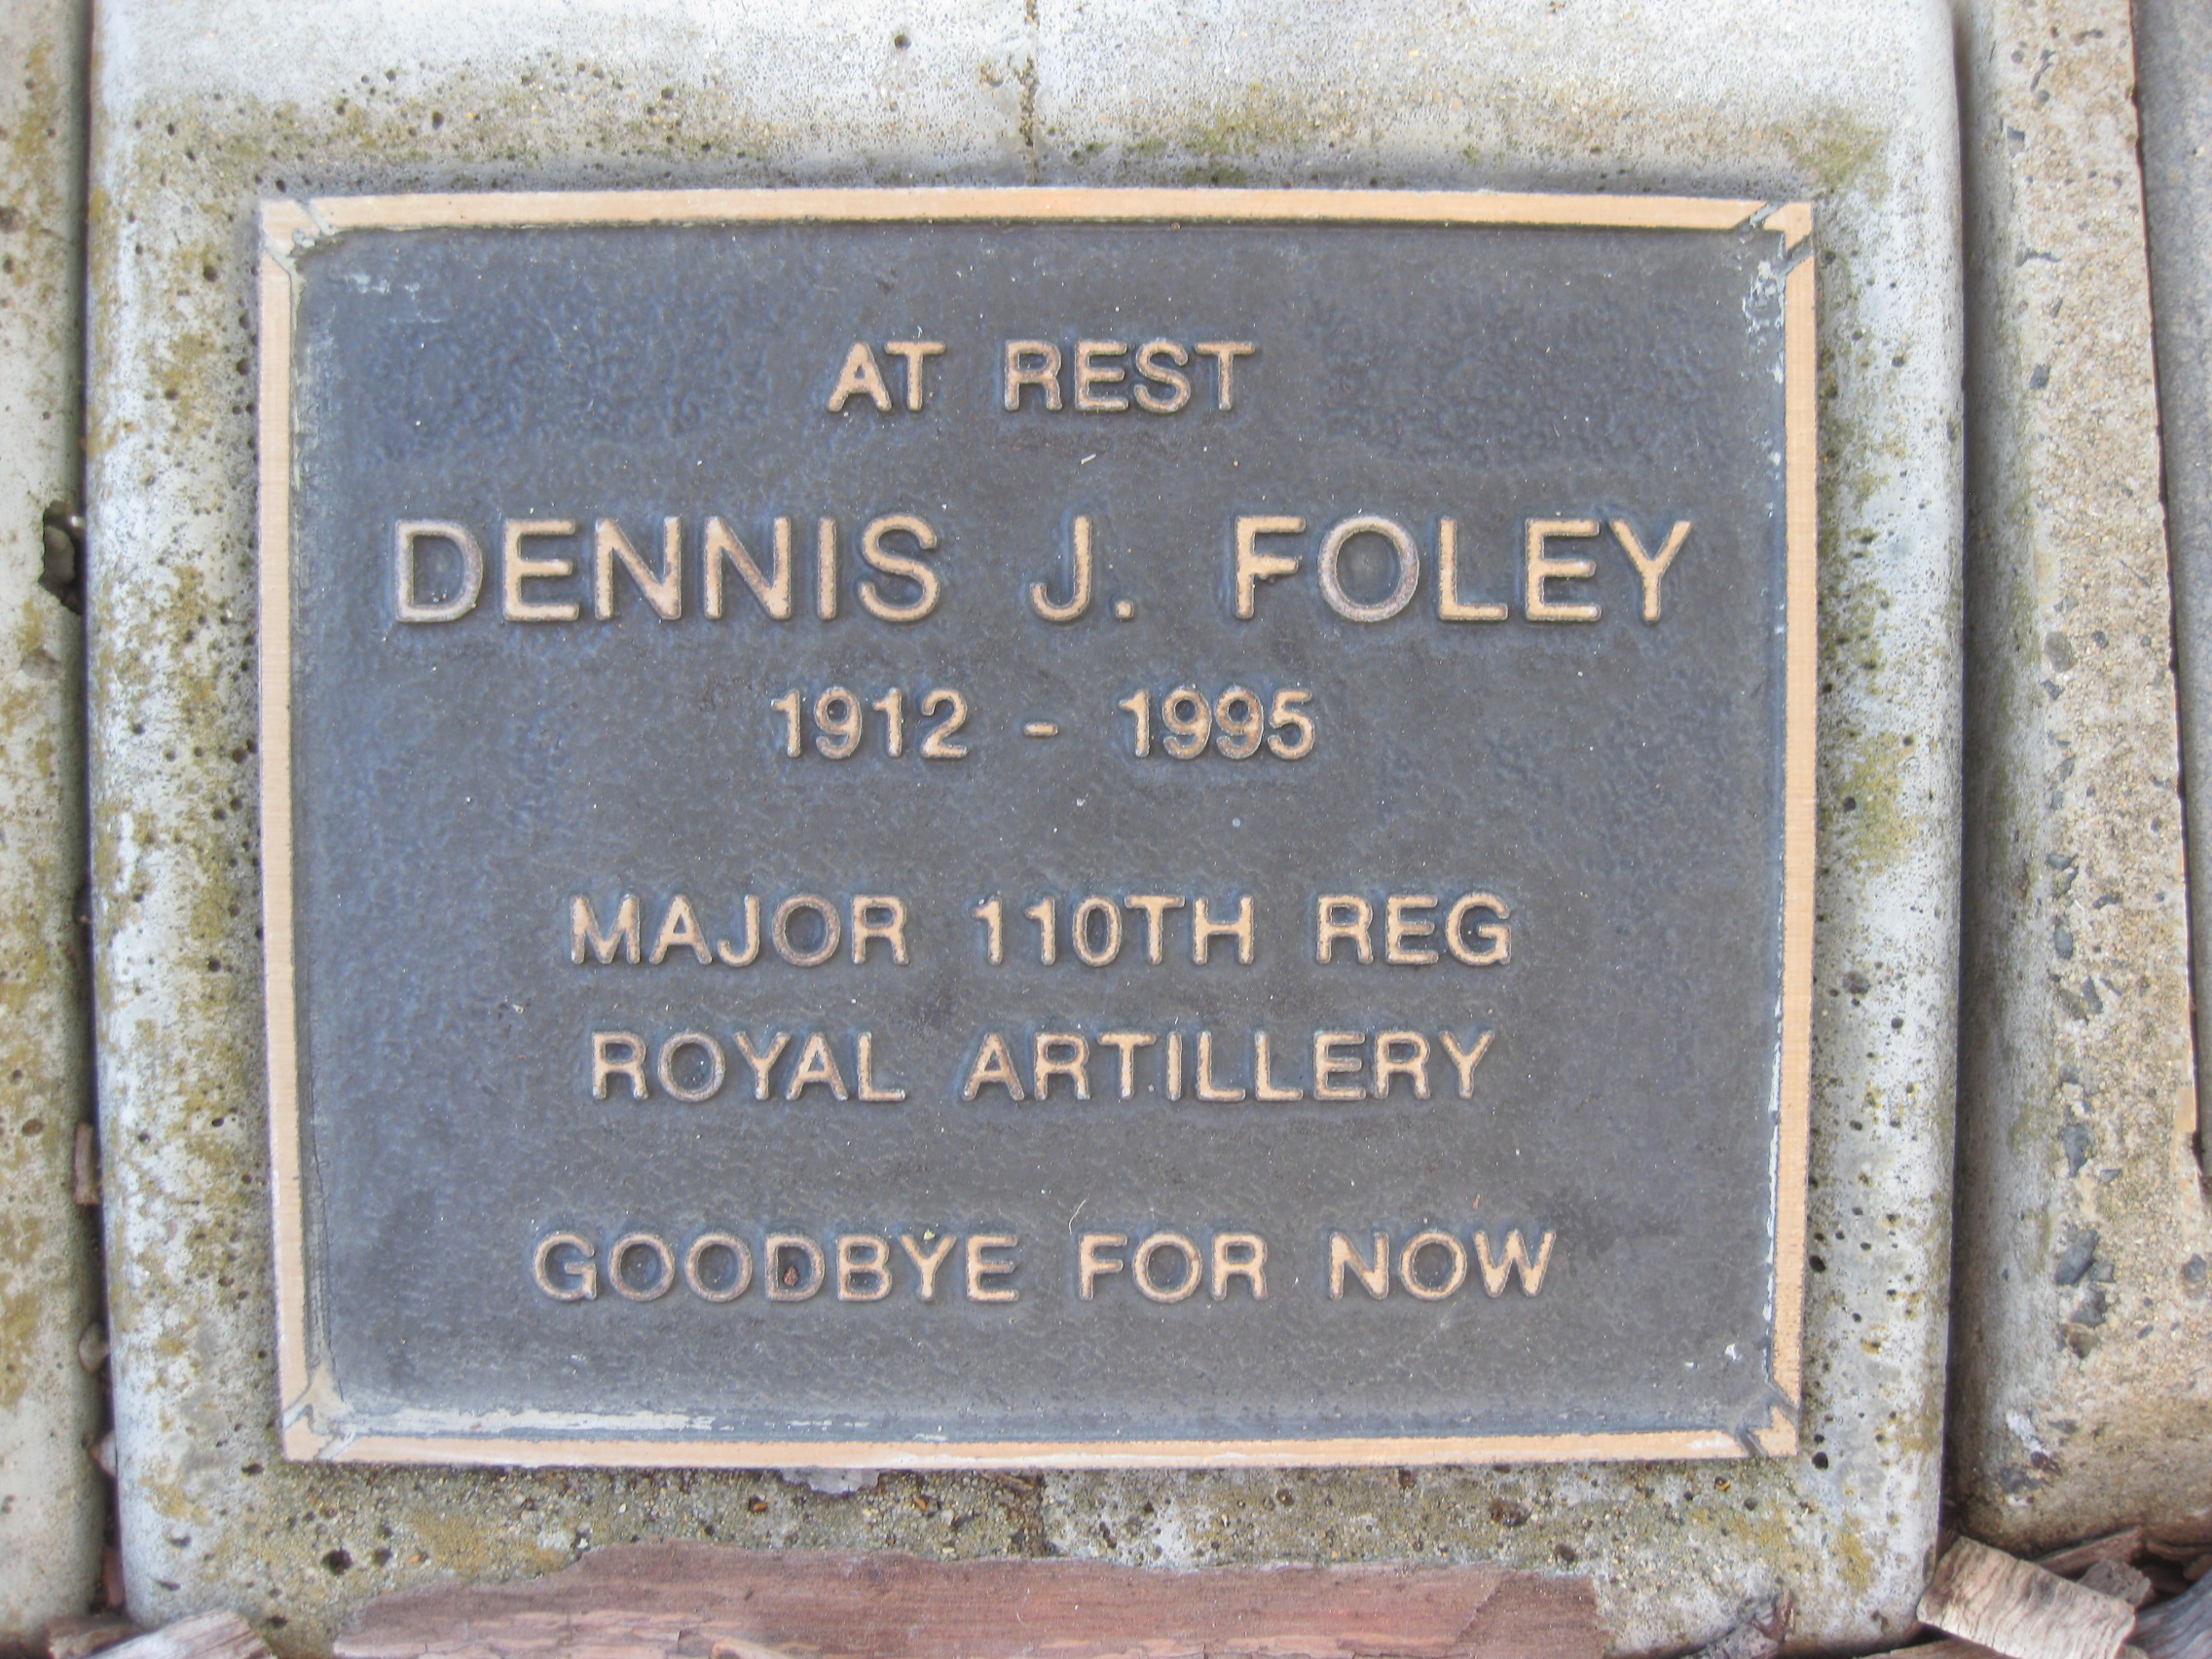 AT REST
DENNIS J. FOLEY
1912 - 1995
MAJOR 110TH REG
ROYAL ARTILLERY
GOODBYE FOR NOW